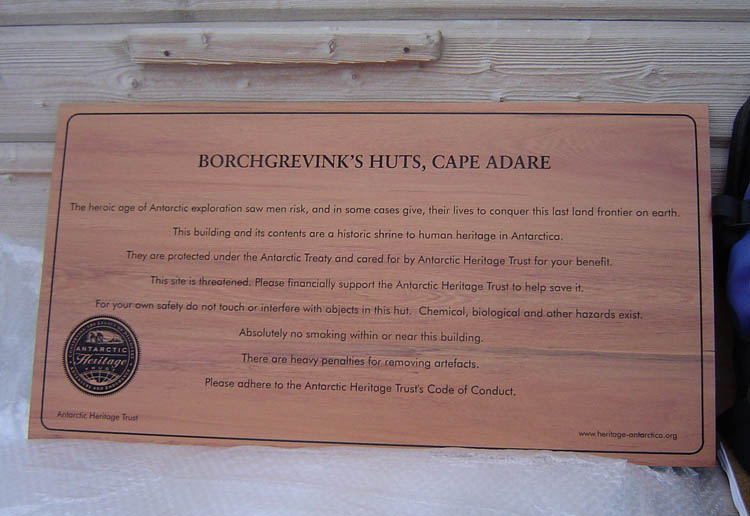 BORCHGREVINK'S HUTS, CAPE ADARE
The heroic age of Antarctic exploration saw men risk, and in some cases give, their lives to conquer this last land frontier on earth.
This building and its contents are a historic shrine to human heritage in Antarctica.
They are protected under the Antarctic Treaty and cared for by Antarctic Heritage Trust for your benefit.
This site is threatened. Please financially support the Antarctic Heritage Trust to help save it.
For your own safety do not touch or interfere with objects in this hut. Chemical, biological and other hazards exist.
Absolutely no smoking within or near this building.
There are heavy penalties for removing artefacts.
Please adhere to the Antarctic Heritage Trust's Code of Conduct.
ANTARCTIC
Heritage
TRUST
Antarctic Heritage Trust
www.heritage-antarctica.org